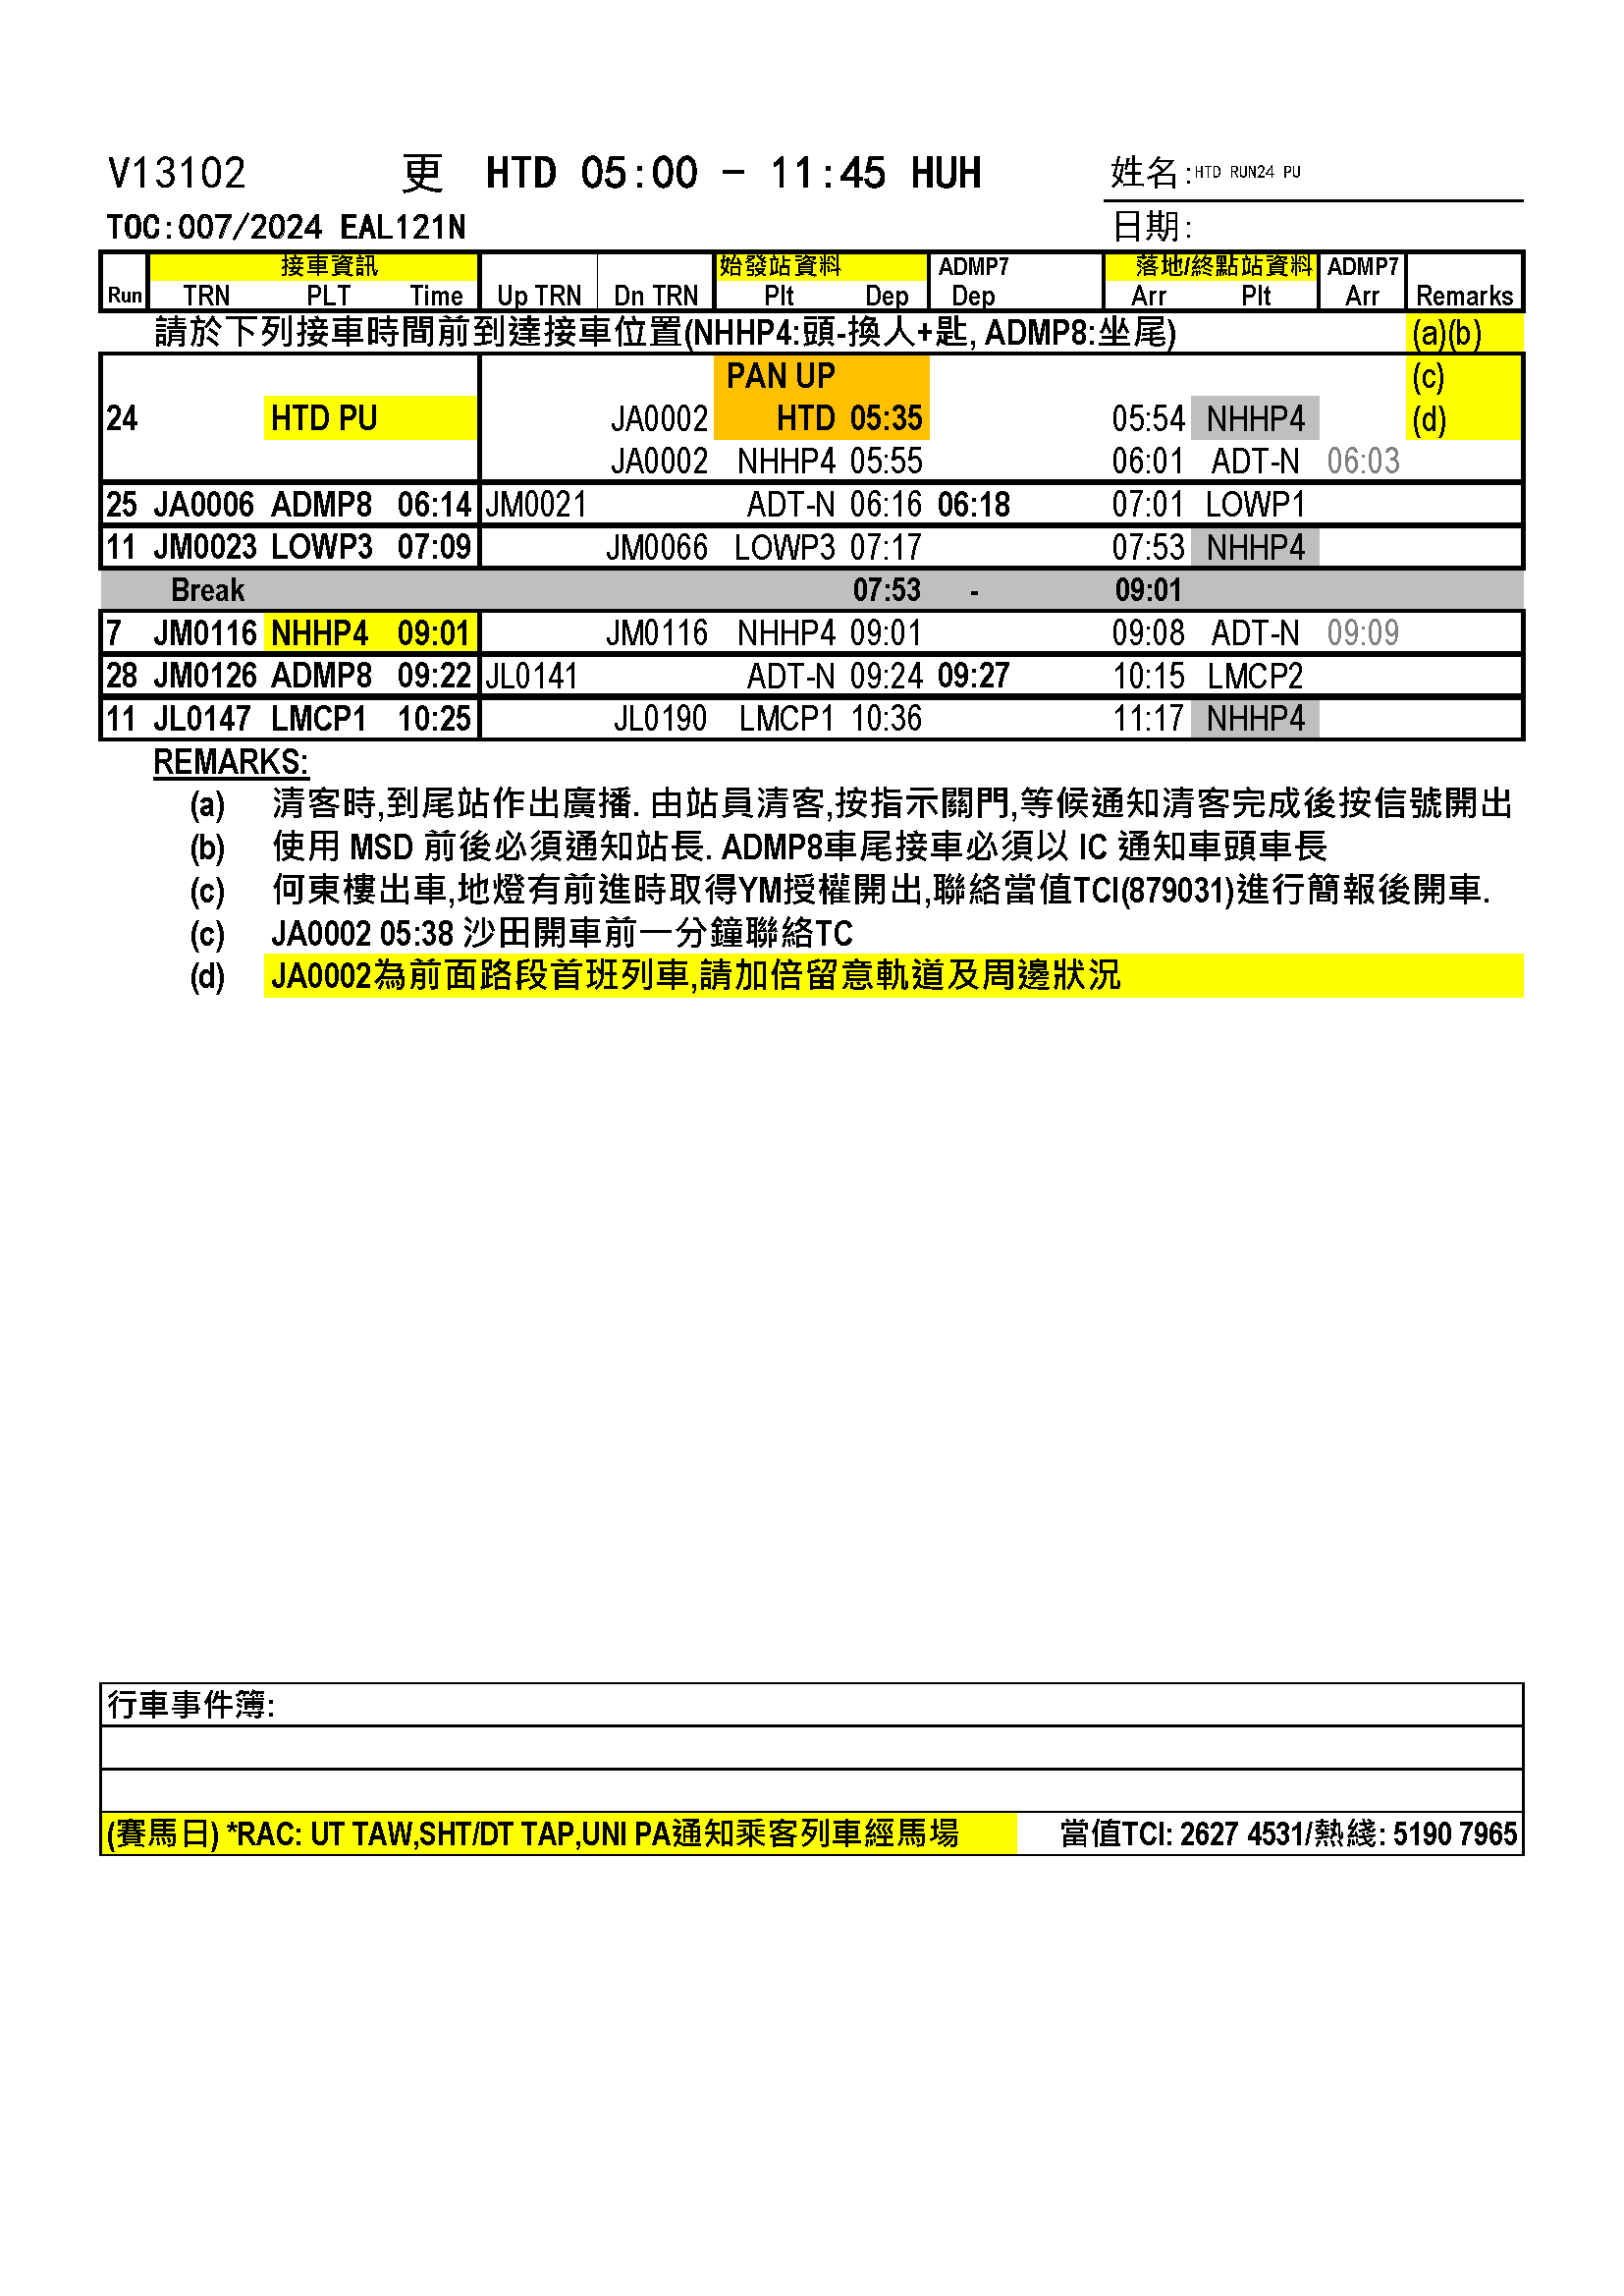 V13102 更 HTD 05:00 - 11:45 HUH 姓名:HTD RUN24 PU
TOC:007/2024 EAL121N 日期:
接車資訊 始發站資料 ADMP7 落地/終點站資料 ADMP7
Run TRN PLT Time Up TRN Dn TRN Plt Dep Dep Arr Plt Arr Remarks
請於下列接車時間前到達接車位置(NHHP4:頭-換人+匙, ADMP8:坐尾) (a)(b)
PAN UP (c)
24 HTD PU JA0002 HTD 05:35 05:54 NHHP4 (d)
JA0002 NHHP4 05:55 06:01 ADT-N 06:03
25 JA0006 ADMP8 06:14 JM0021 ADT-N 06:16 06:18 07:01 LOWP1
11 JM0023 LOWP3 07:09 JM0066 LOWP3 07:17 07:53 NHHP4
Break 07:53 - 09:01
7 JM0116 NHHP4 09:01 JM0116 NHHP4 09:01 09:08 ADT-N 09:09
28 JM0126 ADMP8 09:22 JL0141 ADT-N 09:24 09:27 10:15 LMCP2
11 JL0147 LMCP1 10:25 JL0190 LMCP1 10:36 11:17 NHHP4
REMARKS:
(a) 清客時,到尾站作出廣播. 由站員清客,按指示關門,等候通知清客完成後按信號開出
(b) 使用 MSD 前後必須通知站長. ADMP8車尾接車必須以 IC 通知車頭車長
(c) 何東樓出車,地燈有前進時取得YM授權開出,聯絡當值TCI(879031)進行簡報後開車.
(c) JA0002 05:38 沙田開車前一分鐘聯絡TC
(d) JA0002為前面路段首班列車,請加倍留意軌道及周邊狀況
行車事件簿:
(賽馬日) *RAC: UT TAW,SHT/DT TAP,UNI PA通知乘客列車經馬場 當值TCI: 2627 4531/熱綫: 5190 7965